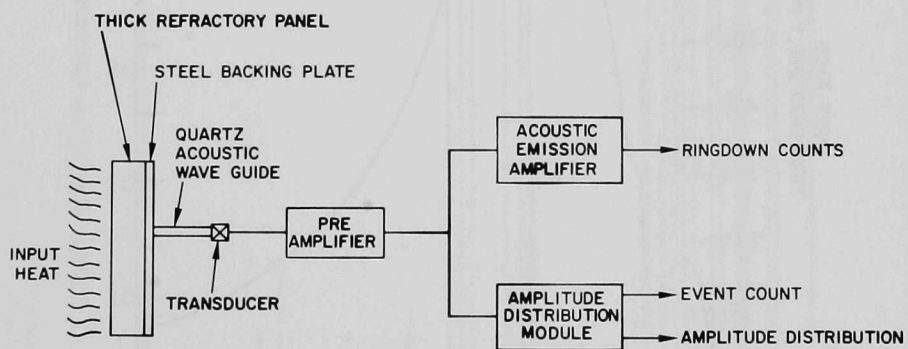 THICK REFRACTORY PANEL
STEEL BACKING PLATE
QUARTZ
ACOUSTIC
WAVE GUIDE
INPUT
HEAT
TRANSDUCER
PRE
AMPLIFIER
ACOUSTIC
EMISSION
AMPLIFIER
RINGDOWN COUNTS
AMPLITUDE
DISTRIBUTION
MODULE
EVENT COUNT
AMPLITUDE DISTRIBUTION